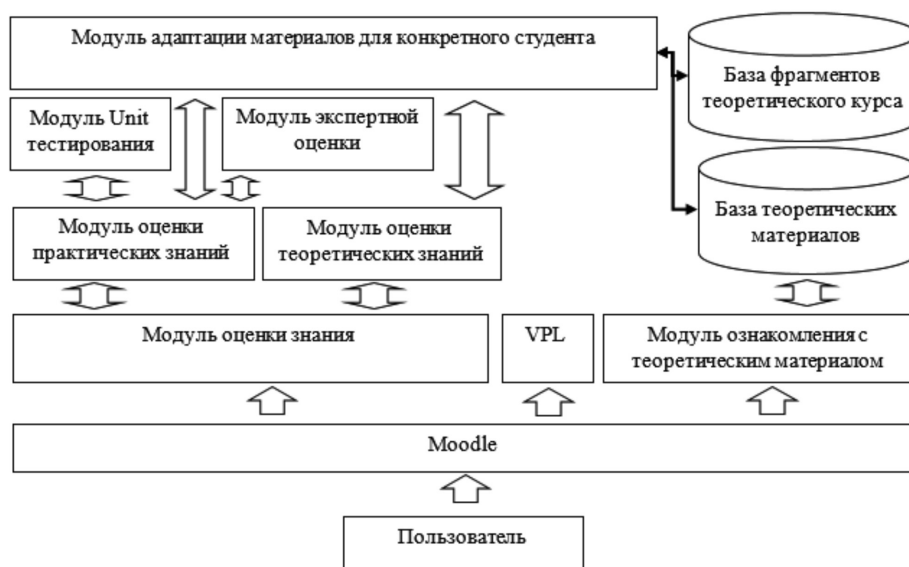 Модуль адаптации материалов для конкретного студента
База фрагментов
теоретического курса
Модуль Unit
тестирования
Модуль экспертной
оценки
База теоретических
материалов
Модуль оценки
практических знаний
Модуль оценки
теоретических знаний
Модуль оценки знания
VPL
Модуль ознакомления с
теоретическим материалом
Moodle
Пользователь